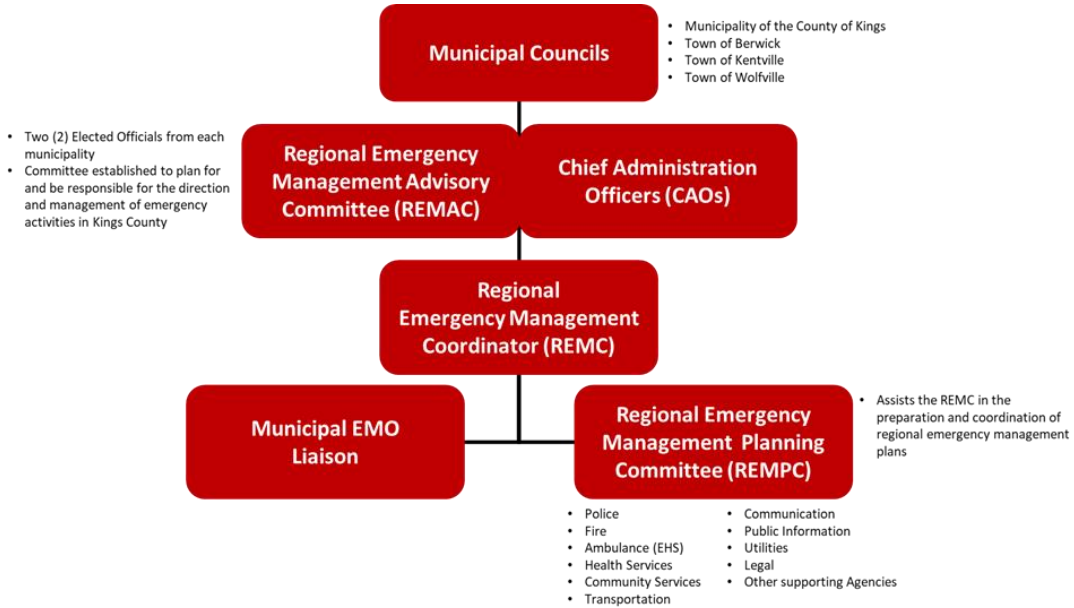 Municipal Councils
• Municipality of the County of Kings
• Town of Berwick
• Town of Kentville
• Town of Wolfville
• Two (2) Elected Officials from each
municipality
• Committee established to plan for
and be responsible for the direction
and management of emergency
activities in Kings County
Regional Emergency
Management Advisory
Committee (REMAC)
Chief Administration
Officers (CAOs)
Regional
Emergency Management
Coordinator (REMC)
Municipal EMO
Liaison
Regional Emergency
Management Planning
Committee (REMPC)
• Assists the REMC in the
preparation and coordination of
regional emergency management
plans
• Police
• Fire
• Ambulance (EHS)
• Health Services
• Community Services
• Transportation
• Communication
• Public Information
• Utilities
• Legal
• Other supporting Agencies